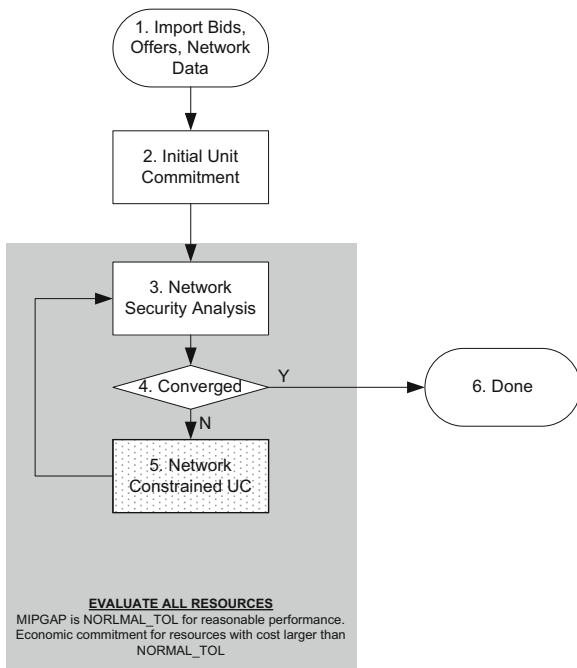 1. Import Bids,
Offers, Network
Data
2. Initial Unit
Commitment
3. Network
Security Analysis
4. Converged
Y
6. Done
N
5. Network
Constrained UC
EVALUATE ALL RESOURCES
MIPGAP is NORLMAL_TOL for reasonable performance.
Economic commitment for resources with cost larger than
NORMAL_TOL